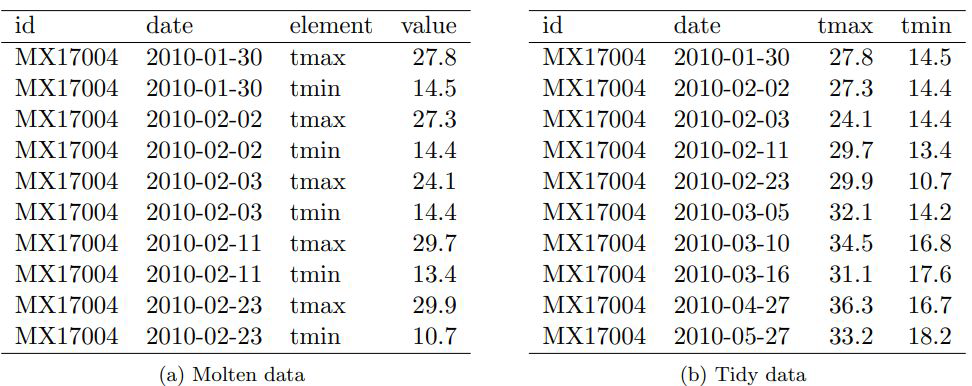 id date element value
MX17004 2010-01-30 tmax 27.8
MX17004 2010-01-30 tmin 14.5
MX17004 2010-02-02 tmax 27.3
MX17004 2010-02-02 tmin 14.4
MX17004 2010-02-03 tmax 24.1
MX17004 2010-02-03 tmin 14.4
MX17004 2010-02-11 tmax 29.7
MX17004 2010-02-11 tmin 13.4
MX17004 2010-02-23 tmax 29.9
MX17004 2010-02-23 tmin 10.7
(a) Molten data
id date tmax tmin
MX17004 2010-01-30 27.8 14.5
MX17004 2010-02-02 27.3 14.4
MX17004 2010-02-03 24.1 14.4
MX17004 2010-02-11 29.7 13.4
MX17004 2010-02-23 29.9 10.7
MX17004 2010-03-05 32.1 14.2
MX17004 2010-03-10 34.5 16.8
MX17004 2010-03-16 31.1 17.6
MX17004 2010-04-27 36.3 16.7
MX17004 2010-05-27 33.2 18.2
(b) Tidy data